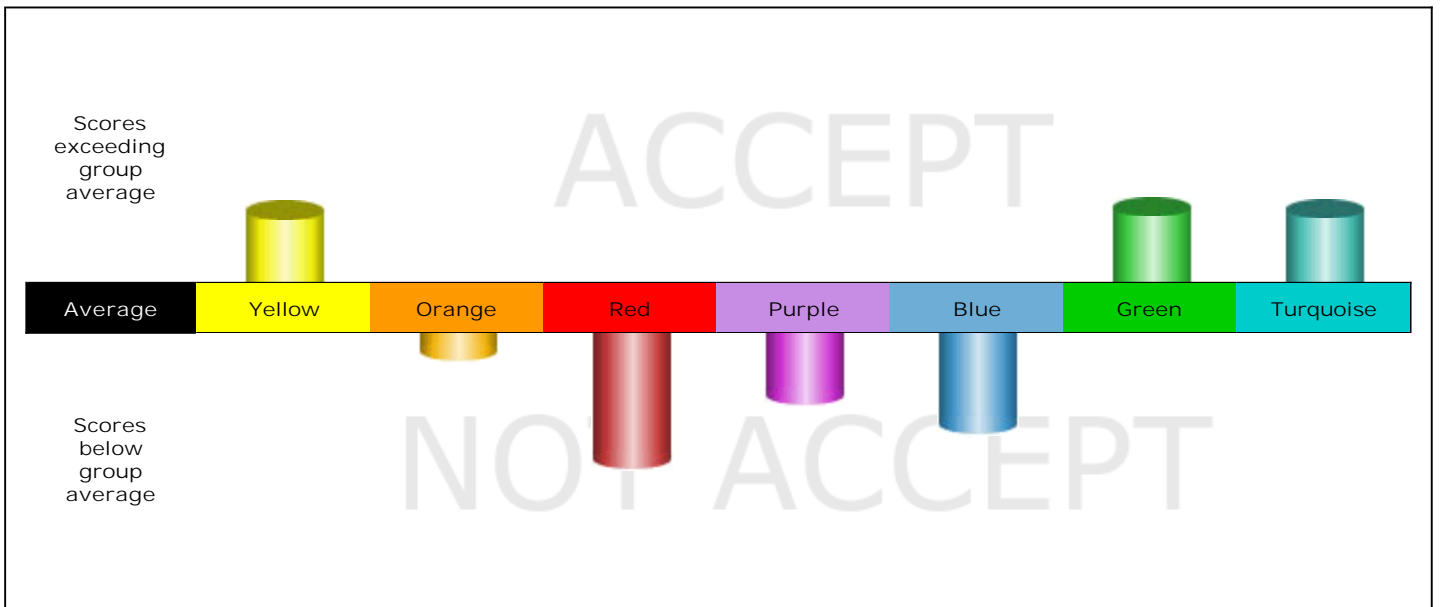 ACCEPT
Scores
exceeding
group
average
Average Yellow Orange Red Purple Blue Green Turquoise
NOT ACCEPT
Scores
below
group
average